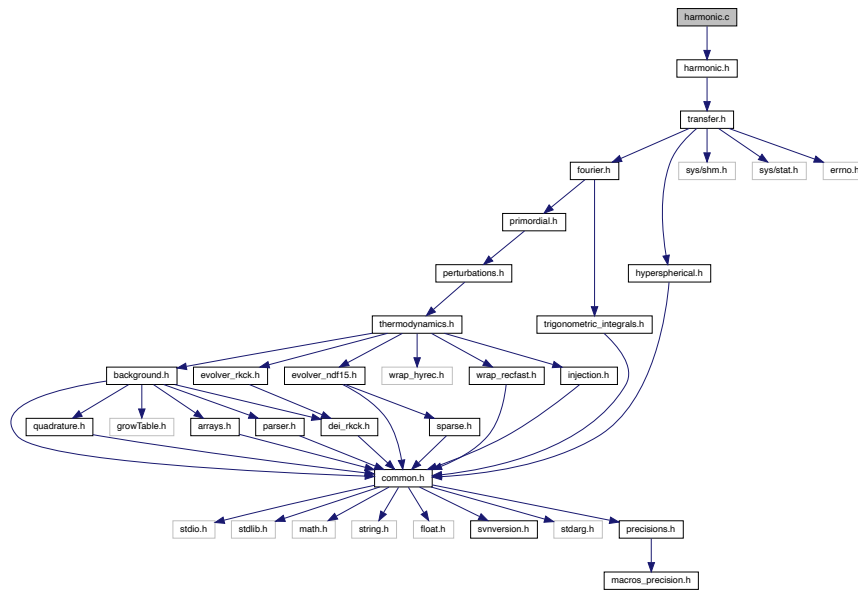 harmonic.c
harmonic.h
transfer.h
fourier.h
sys/shm.h
sys/stat.h
errno.h
primordial.h
perturbations.h
hyperspherical.h
thermodynamics.h
trigonometric_integrals.h
background.h
evolver_rkck.h
evolver_ndf15.h
wrap_hyrec.h
wrap_recfast.h
injection.h
quadrature.h
growTable.h
arrays.h
parser.h
dei_rkck.h
sparse.h
common.h
stdio.h
stdlib.h
math.h
string.h
float.h
svnversion.h
stdarg.h
precisions.h
macros_precision.h